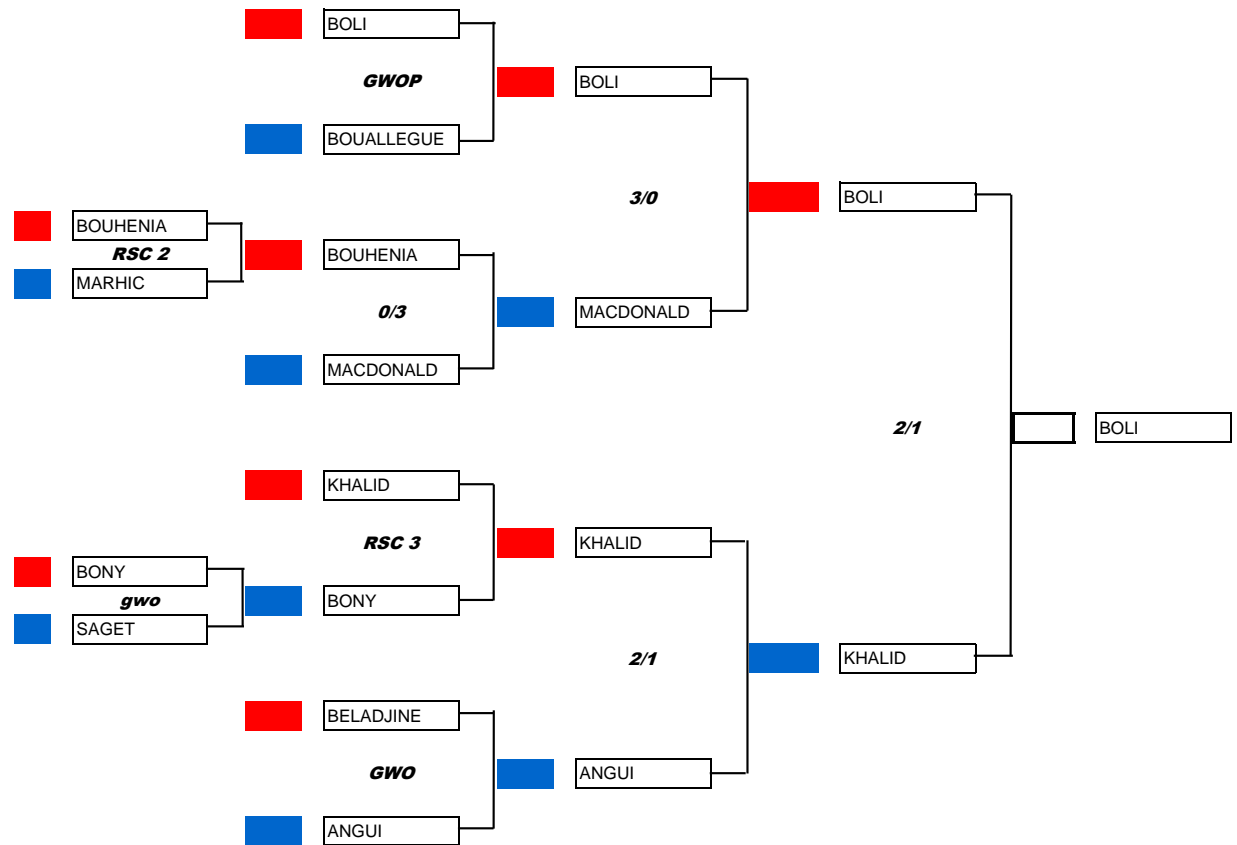 BOLI
GWOP
BOLI
BOUALLEGUE
3/0
BOLI
BOUHENIA
RSC 2
BOUHENIA
MARHIC
0/3
MACDONALD
MACDONALD
2/1
BOLI
KHALID
RSC 3
KHALID
BONY
gwo
BONY
SAGET
2/1
KHALID
BELADJINE
GWO
ANGUI
ANGUI